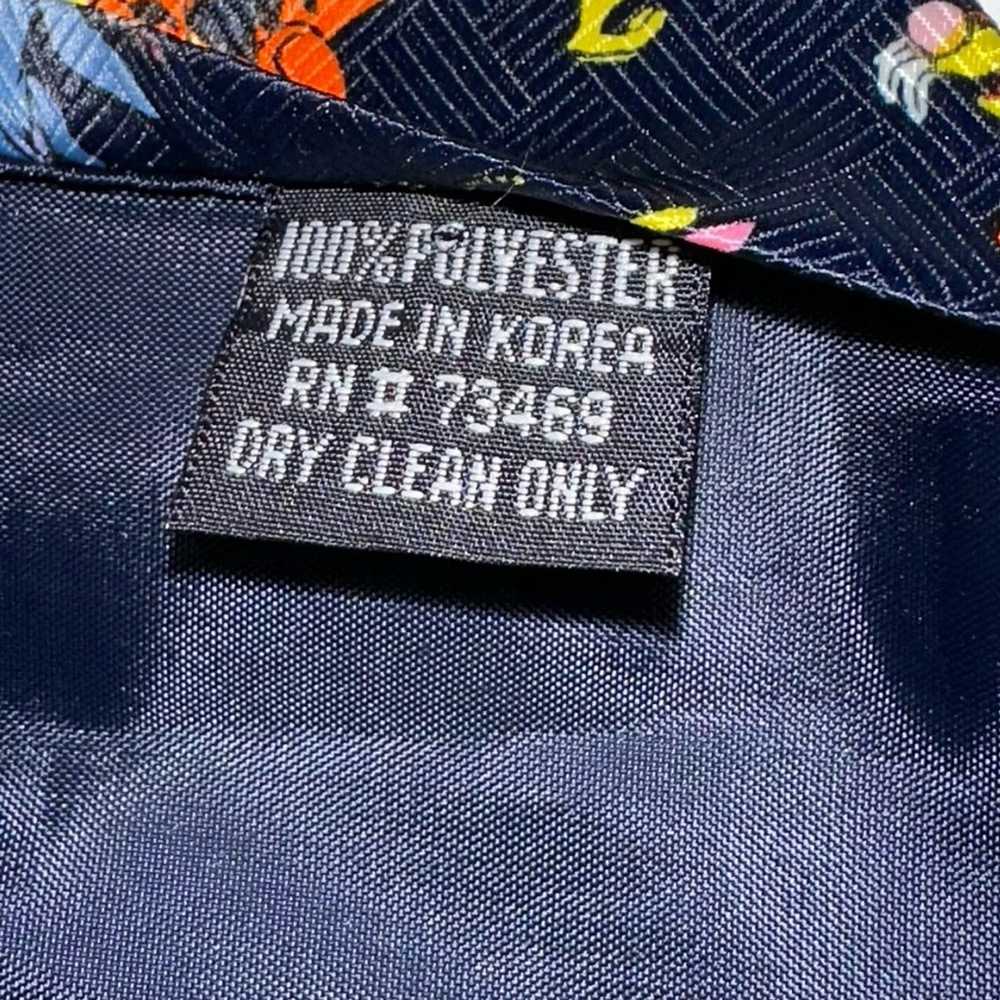 100% POLYESTER
MADE IN KOREA
RN # 73469
DRY CLEAN ONLY